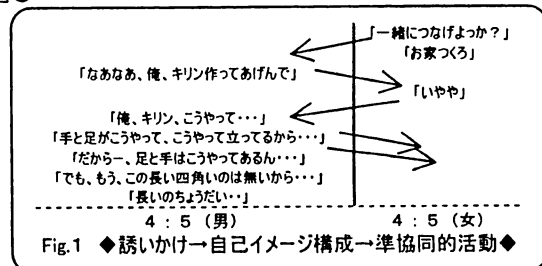 「一緒につなげよっか？」
「お家つくろ」
「なあなあ、俺、キリン作ってあげんで」
「いやや」
「俺、キリン、こうやって・・・」
「手と足がこうやって、こうやって立ってるから・・・」
「だからー、足と手はこうやってあるん・・・」
「でも、もう、この長い四角いのは無いから・・・」
「長いのちょうだい・・」
4：5（男）
4：5（女）
Fig.1 ◆誘いかけ→自己イメージ構成→準協同的活動◆